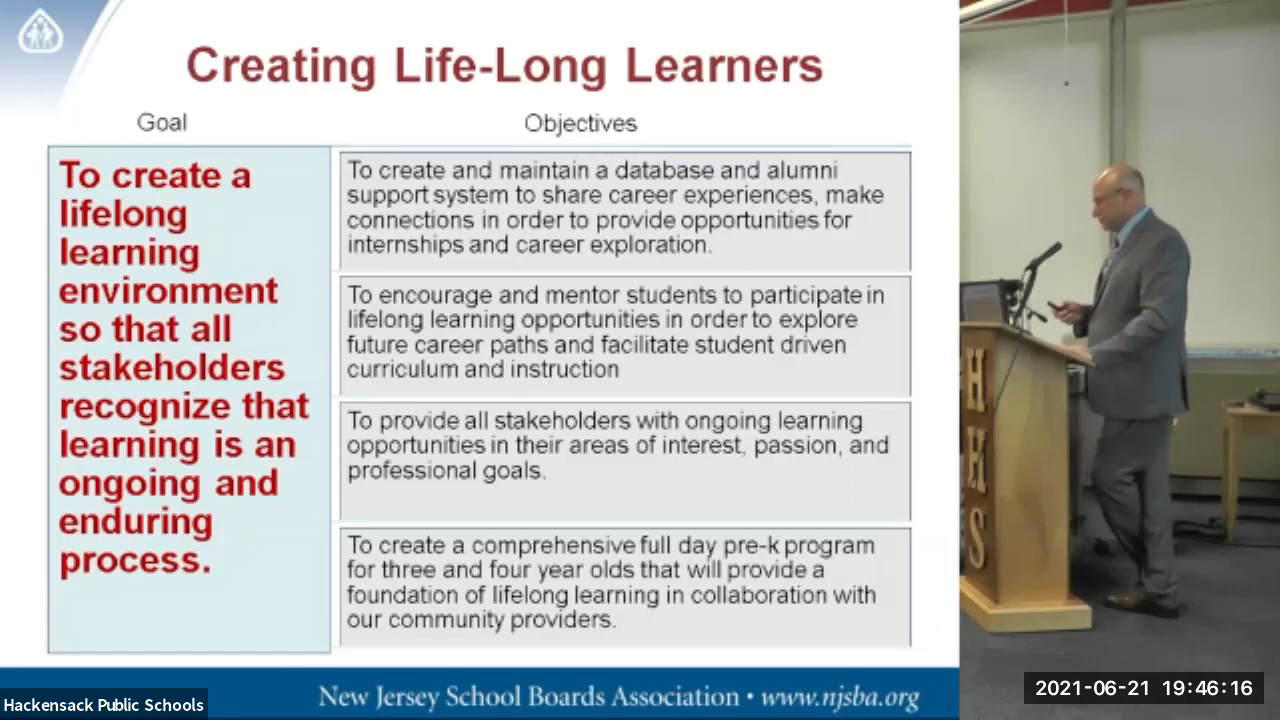 Creating Life-Long Learners
Goal
Objectives
To create a
lifelong
learning
environment
so that all
stakeholders
recognize that
learning is an
ongoing and
enduring
process.
To create and maintain a database and alumni
support system to share career experiences, make
connections in order to provide opportunities for
internships and career exploration.
To encourage and mentor students to participate in
lifelong learning opportunities in order to explore
future career paths and facilitate student driven
curriculum and instruction
To provide all stakeholders with ongoing learning
opportunities in their areas of interest, passion, and
professional goals.
To create a comprehensive full day pre-k program
for three and four year olds that will provide a
foundation of lifelong learning in collaboration with
our community providers.
New Jersey School Boards Association • www.njsba.org
Hackensack Public Schools
H
H
S
2021-06-21 19:46:16